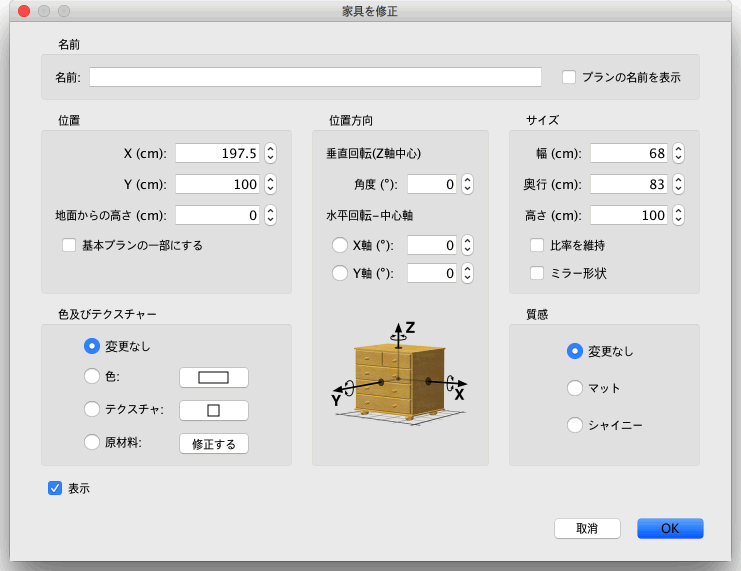 家具を修正
名前
名前:
プランの名前を表示
位置
X (cm): 197.5
Y (cm): 100
地面からの高さ (cm): 0
基本プランの一部にする
位置方向
垂直回転(Z軸中心)
角度 (°): 0
水平回転−中心軸
X軸 (°): 0
Y軸 (°): 0
Z
Y
X
サイズ
幅 (cm): 68
奥行 (cm): 83
高さ (cm): 100
比率を維持
ミラー形状
色及びテクスチャー
変更なし
色:
テクスチャ:
原材料: 修正する
質感
変更なし
マット
シャイニー
表示
取消
OK